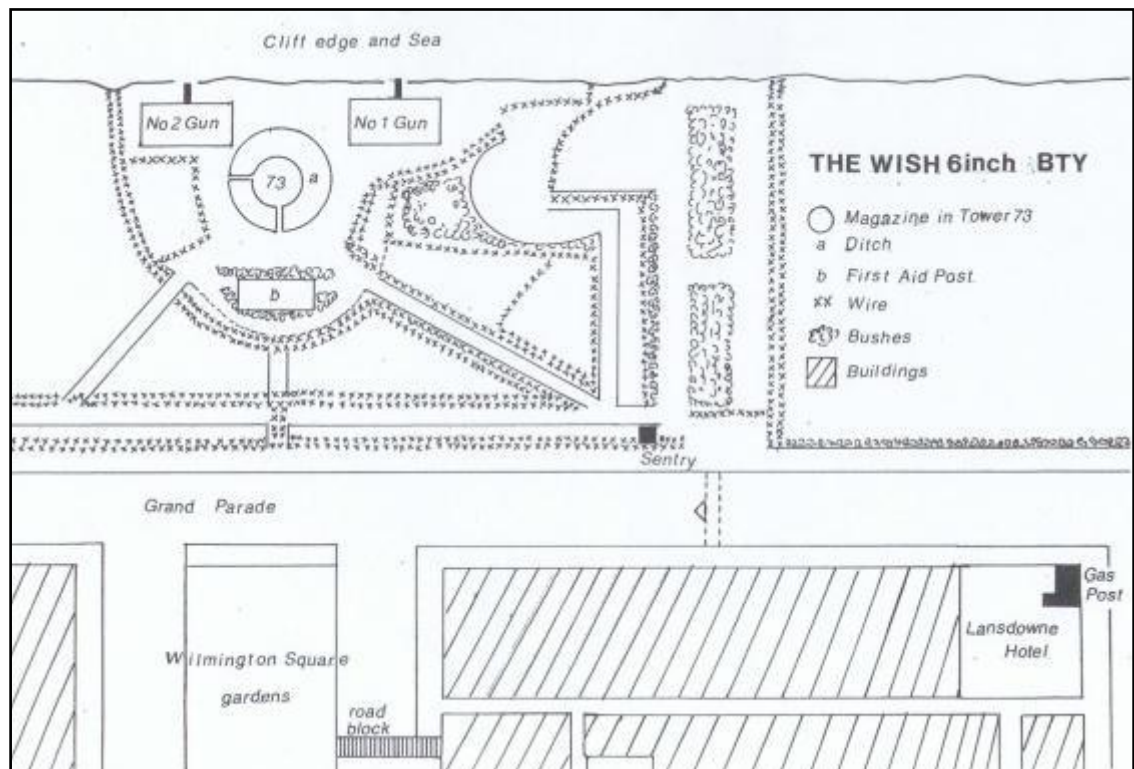 Cliff edge and Sea
No 2 Gun
No 1 Gun
73
a
b
THE WISH 6inch BTY
Magazine in Tower 73
a Ditch
b First Aid Post
xx Wire
Bushes
Buildings
Sentry
Grand Parade
Gas
Post
Lansdowne
Hotel
Wilmington Square
gardens
road
block